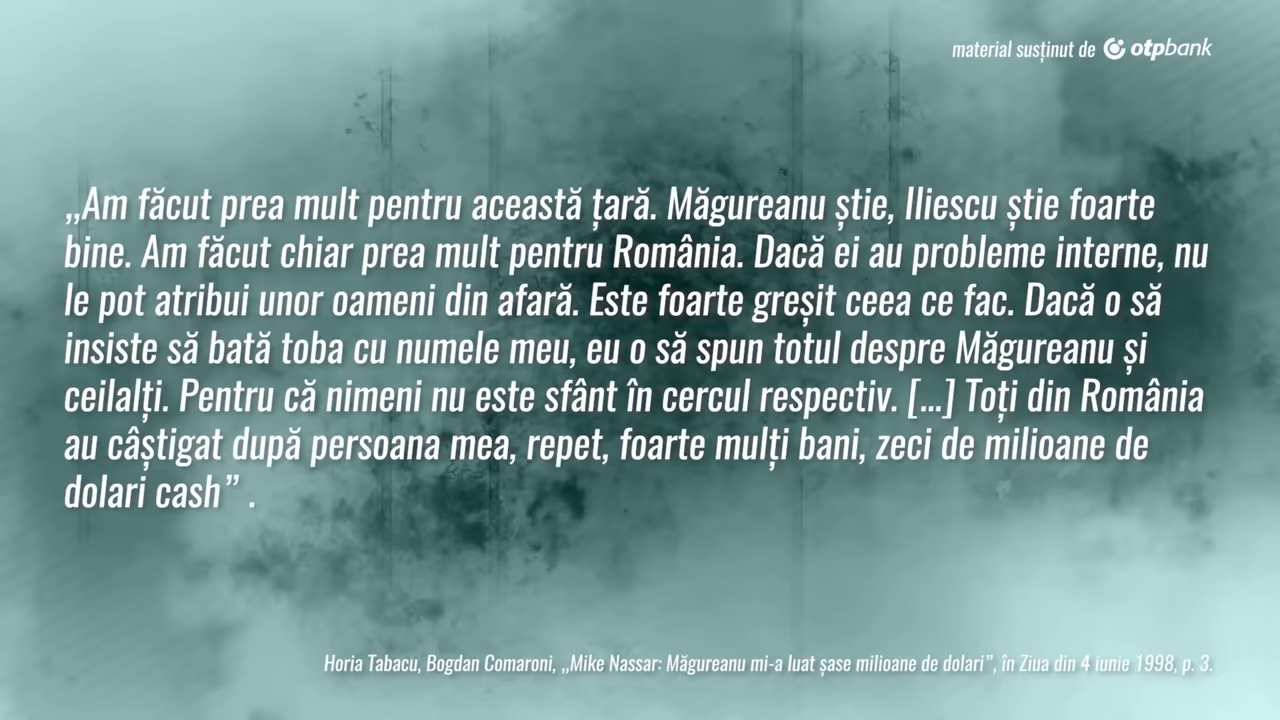 material susținut de otpbank
„Am făcut prea mult pentru această țară. Măgureanu știe, Iliescu știe foarte
bine. Am făcut chiar prea mult pentru România. Dacă ei au probleme interne, nu
le pot atribui unor oameni din afară. Este foarte greșit ceea ce fac. Dacă o să
insiste să bată toba cu numele meu, eu o să spun totul despre Măgureanu și
ceilalți. Pentru că nimeni nu este sfânt în cercul respectiv. [...] Toți din România
au câștigat după persoana mea, repet, foarte mulți bani, zeci de milioane de
dolari cash” .
Horia Tabacu, Bogdan Comaroni, „Mike Nassar: Măgureanu mi-a luat șase milioane de dolari”, în Ziua din 4 iunie 1998, p. 3.